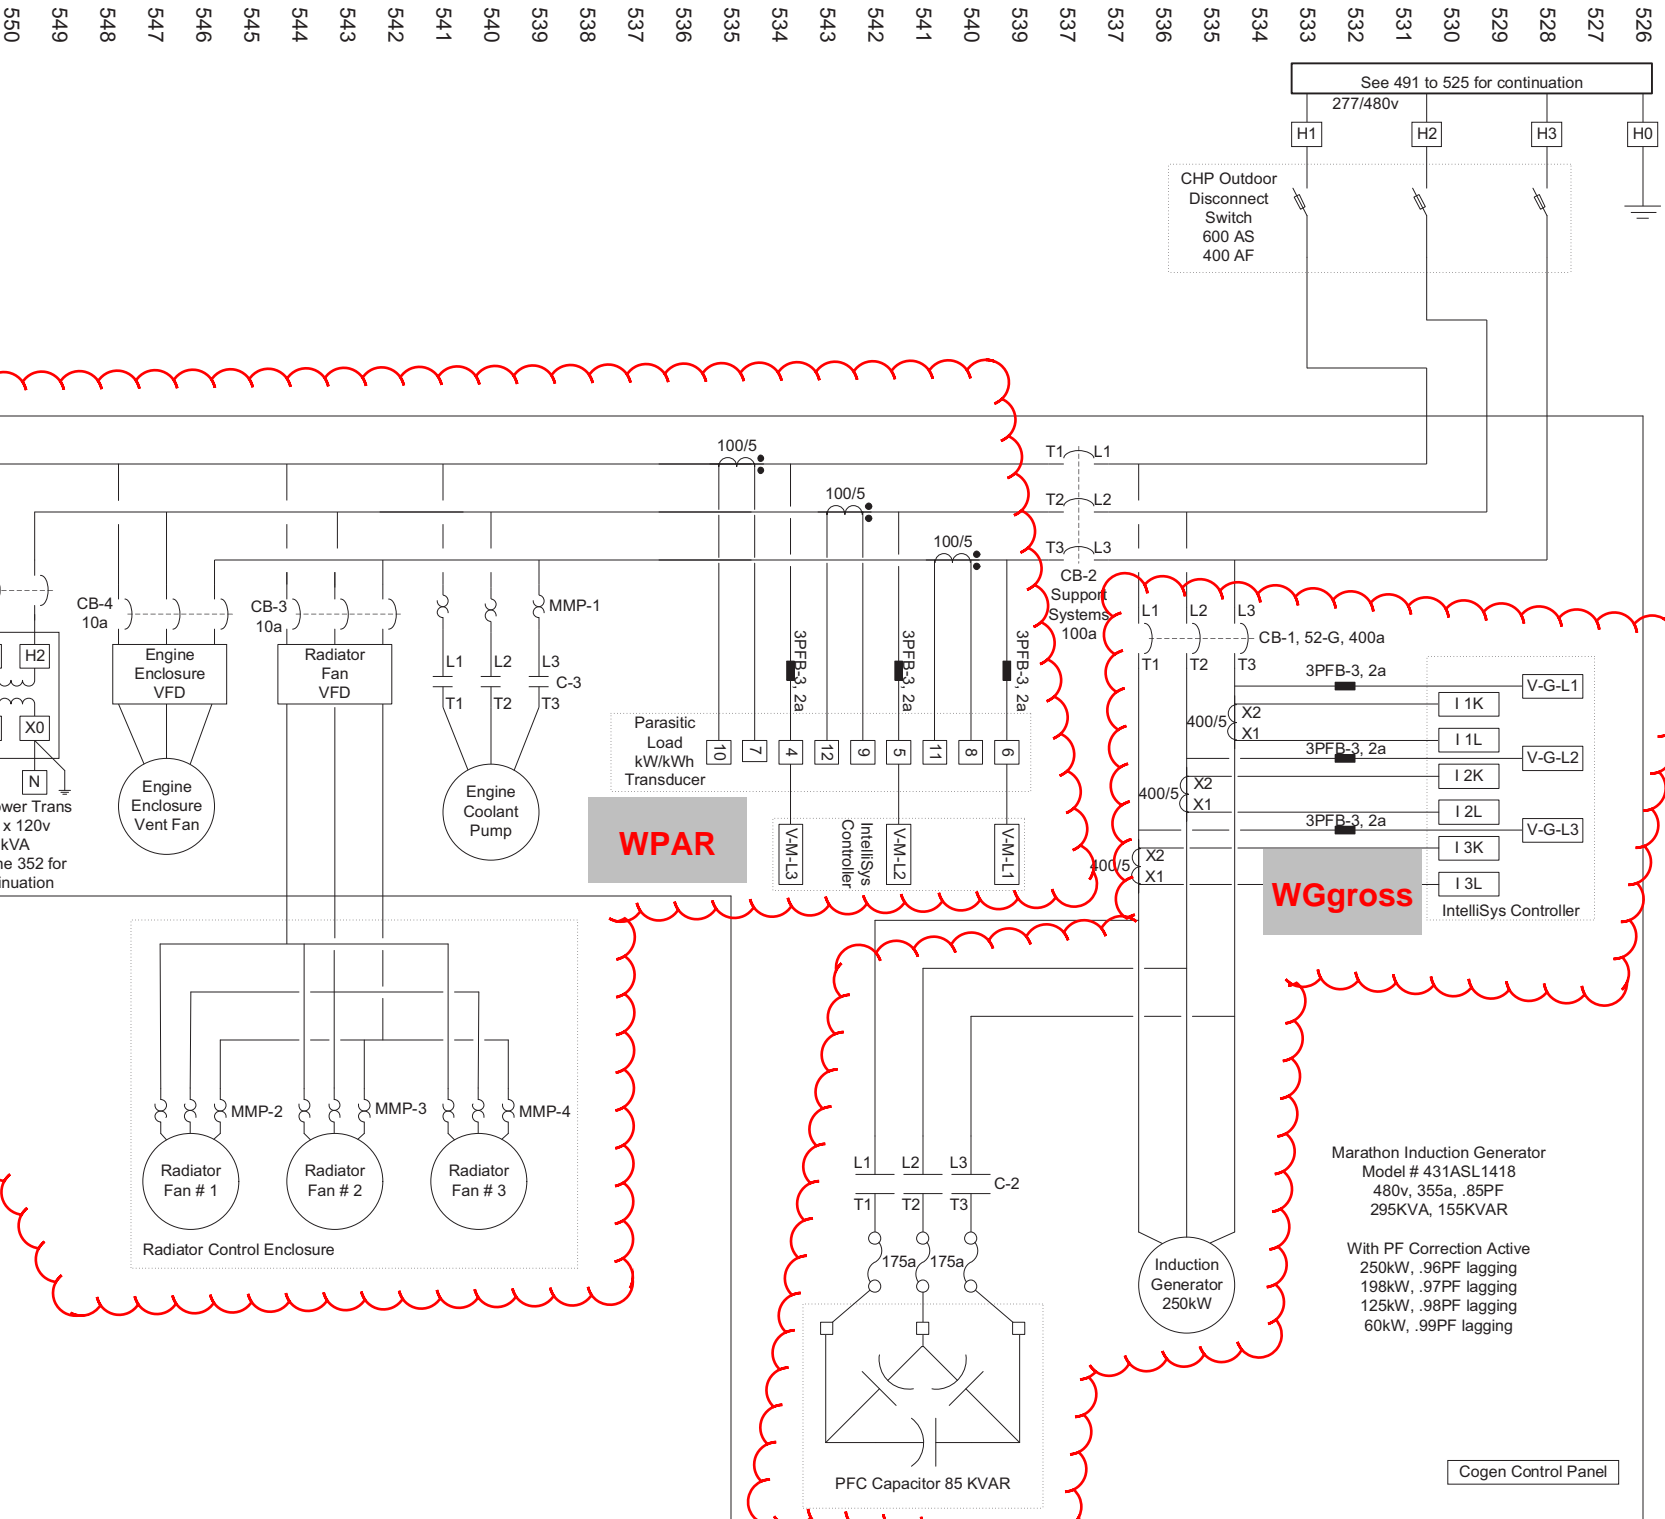 550 549 548 547 546 545 544 543 542 541 540 539 538 537 536 535 534 543 542 541 540 539 537 536 535 534 533 532 531 530 529 528 527 526
See 491 to 525 for continuation
277/480v
H1 H2 H3 H0
CHP Outdoor
Disconnect
Switch
600 AS
400 AF
100/5
100/5
100/5
T1 L1
T2 L2
T3 L3
CB-2
Support
Systems
100a
CB-4
10a
CB-3
10a
MMP-1
L1 L2 L3
C-3
T1 T2 T3
H2
X0
N
Engine
Enclosure
VFD
Radiator
Fan
VFD
Engine
Enclosure
Vent Fan
Engine
Coolant
Pump
wer Trans
x 120v
kVA
ne 352 for
inuation
3PFB-3, 2a
3PFB-3, 2a
3PFB-3, 2a
Parasitic
Load
kW/kWh
Transducer
10 7 4 12 9 5 11 8 6
WPAR
V-M-L3
IntelliSys
Controller
V-M-L2
V-M-L1
L1 L2 L3
CB-1, 52-G, 400a
T1 T2 T3
3PFB-3, 2a
V-G-L1
I 1K
400/5 X2
X1
I 1L
3PFB-3, 2a
V-G-L2
I 2K
400/5 X2
X1
I 2L
3PFB-3, 2a
V-G-L3
I 3K
400/5 X2
X1
I 3L
WGgross
IntelliSys Controller
MMP-2
MMP-3
MMP-4
Radiator
Fan # 1
Radiator
Fan # 2
Radiator
Fan # 3
Radiator Control Enclosure
L1 L2 L3
C-2
T1 T2 T3
175a 175a
PFC Capacitor 85 KVAR
Induction
Generator
250kW
Marathon Induction Generator
Model # 431ASL1418
480v, 355a, .85PF
295KVA, 155KVAR
With PF Correction Active
250kW, .96PF lagging
198kW, .97PF lagging
125kW, .98PF lagging
60kW, .99PF lagging
Cogen Control Panel